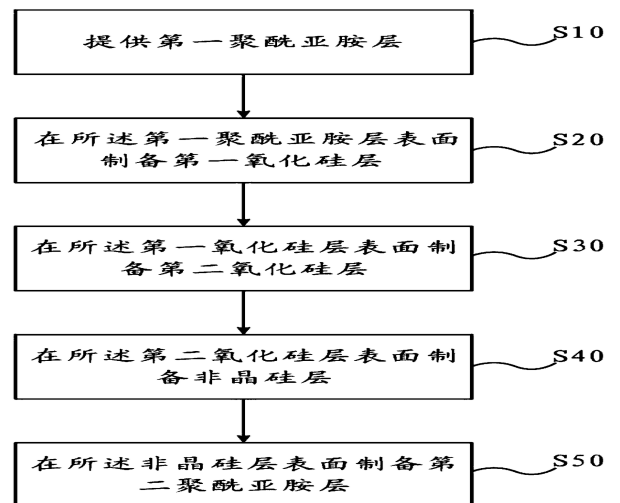 提供第一聚酰亚胺层
S10
在所述第一聚酰亚胺层表面
制备第一氧化硅层
S20
在所述第一氧化硅层表面制
备第二氧化硅层
S30
在所述第二氧化硅层表面制
备非晶硅层
S40
在所述非晶硅层表面制备第
二聚酰亚胺层
S50